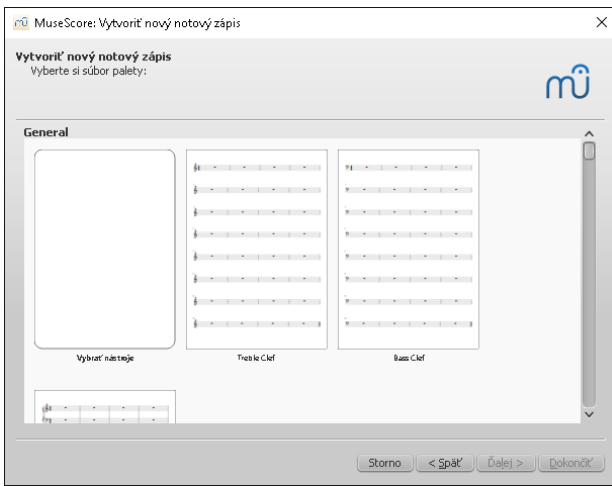 MuseScore: Vytvoriť nový notový zápis
Vytvoriť nový notový zápis
Vyberte si súbor palety:
General
Vybrať nástroje
Treble Clef
Bass Clef
Storno
< Späť
Ďalej >
Dokončiť